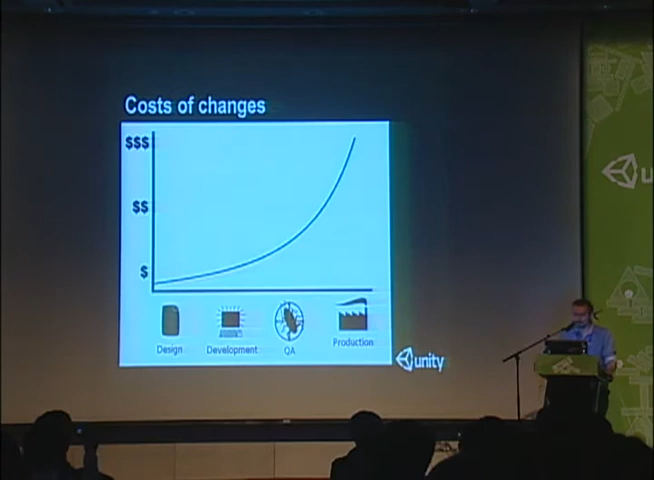 Costs of changes
$$$
$$
$
Design
Development
QA
Production
unity
u